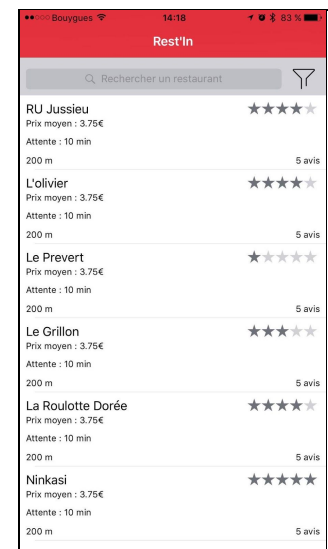 Bouygues 14:18 83 %
Rest'In
Rechercher un restaurant
RU Jussieu
Prix moyen : 3.75€
Attente : 10 min
200 m 5 avis
L'olivier
Prix moyen : 3.75€
Attente : 10 min
200 m 5 avis
Le Prevert
Prix moyen : 3.75€
Attente : 10 min
200 m 5 avis
Le Grillon
Prix moyen : 3.75€
Attente : 10 min
200 m 5 avis
La Roulotte Dorée
Prix moyen : 3.75€
Attente : 10 min
200 m 5 avis
Ninkasi
Prix moyen : 3.75€
Attente : 10 min
200 m 5 avis